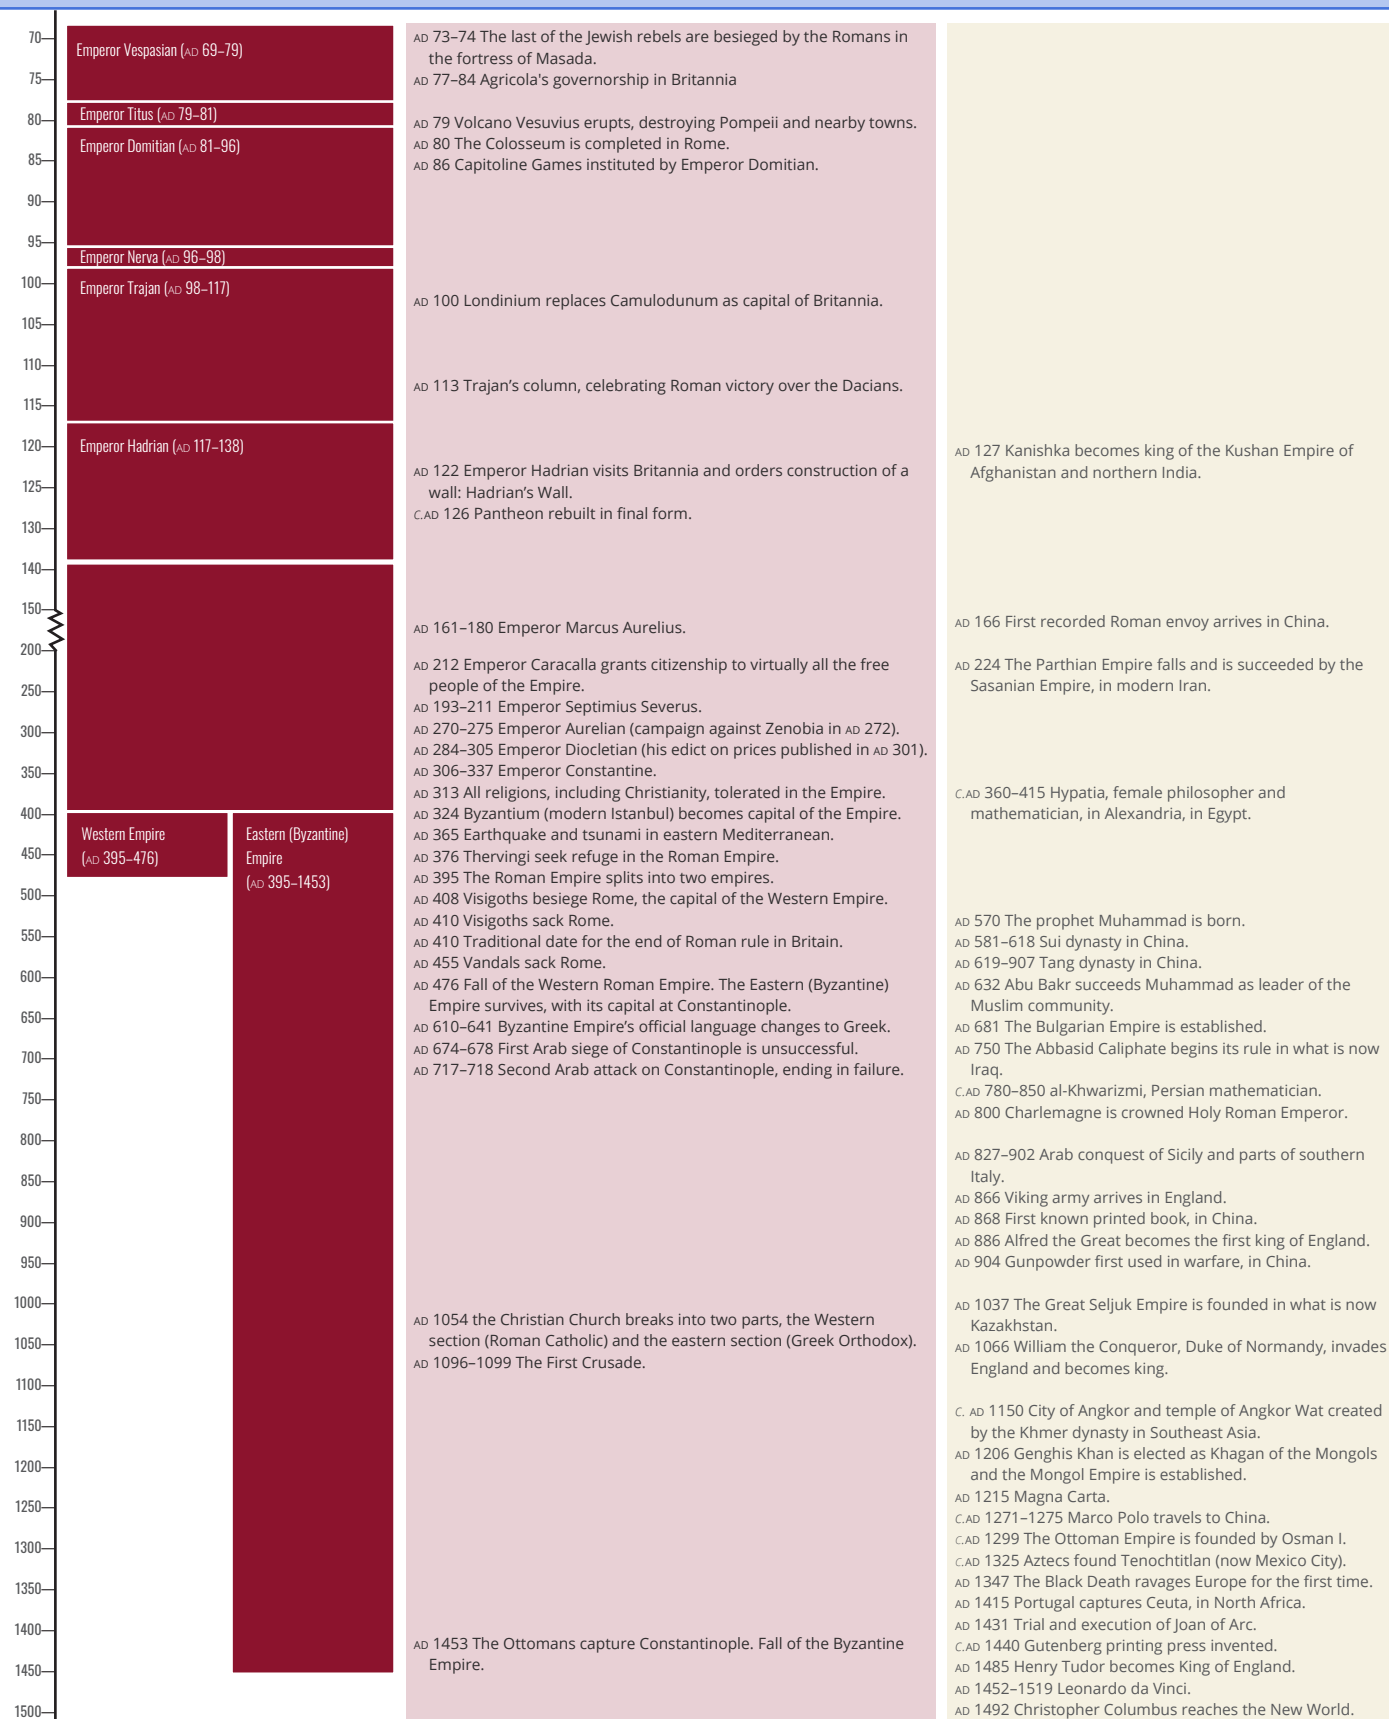 70
75
80
85
90
95
100
105
110
115
120
125
130
140
150
200
250
300
350
400
450
500
550
600
650
700
750
800
850
900
950
1000
1050
1100
1150
1200
1250
1300
1350
1400
1450
1500
Emperor Vespasian (AD 69–79)
Emperor Titus (AD 79–81)
Emperor Domitian (AD 81–96)
Emperor Nerva (AD 96–98)
Emperor Trajan (AD 98–117)
Emperor Hadrian (AD 117–138)
Western Empire
(AD 395–476)
Eastern (Byzantine)
Empire
(AD 395–1453)
AD 73–74 The last of the Jewish rebels are besieged by the Romans in
the fortress of Masada.
AD 77–84 Agricola's governorship in Britannia
AD 79 Volcano Vesuvius erupts, destroying Pompeii and nearby towns.
AD 80 The Colosseum is completed in Rome.
AD 86 Capitoline Games instituted by Emperor Domitian.
AD 100 Londinium replaces Camulodunum as capital of Britannia.
AD 113 Trajan’s column, celebrating Roman victory over the Dacians.
AD 122 Emperor Hadrian visits Britannia and orders construction of a
wall: Hadrian’s Wall.
C.AD 126 Pantheon rebuilt in final form.
AD 161–180 Emperor Marcus Aurelius.
AD 212 Emperor Caracalla grants citizenship to virtually all the free
people of the Empire.
AD 193–211 Emperor Septimius Severus.
AD 270–275 Emperor Aurelian (campaign against Zenobia in AD 272).
AD 284–305 Emperor Diocletian (his edict on prices published in AD 301).
AD 306–337 Emperor Constantine.
AD 313 All religions, including Christianity, tolerated in the Empire.
AD 324 Byzantium (modern Istanbul) becomes capital of the Empire.
AD 365 Earthquake and tsunami in eastern Mediterranean.
AD 376 Thervingi seek refuge in the Roman Empire.
AD 395 The Roman Empire splits into two empires.
AD 408 Visigoths besiege Rome, the capital of the Western Empire.
AD 410 Visigoths sack Rome.
AD 410 Traditional date for the end of Roman rule in Britain.
AD 455 Vandals sack Rome.
AD 476 Fall of the Western Roman Empire. The Eastern (Byzantine)
Empire survives, with its capital at Constantinople.
AD 610–641 Byzantine Empire’s official language changes to Greek.
AD 674–678 First Arab siege of Constantinople is unsuccessful.
AD 717–718 Second Arab attack on Constantinople, ending in failure.
AD 1054 the Christian Church breaks into two parts, the Western
section (Roman Catholic) and the eastern section (Greek Orthodox).
AD 1096–1099 The First Crusade.
AD 1453 The Ottomans capture Constantinople. Fall of the Byzantine
Empire.
AD 127 Kanishka becomes king of the Kushan Empire of
Afghanistan and northern India.
AD 166 First recorded Roman envoy arrives in China.
AD 224 The Parthian Empire falls and is succeeded by the
Sasanian Empire, in modern Iran.
C.AD 360–415 Hypatia, female philosopher and
mathematician, in Alexandria, in Egypt.
AD 570 The prophet Muhammad is born.
AD 581–618 Sui dynasty in China.
AD 619–907 Tang dynasty in China.
AD 632 Abu Bakr succeeds Muhammad as leader of the
Muslim community.
AD 681 The Bulgarian Empire is established.
AD 750 The Abbasid Caliphate begins its rule in what is now
Iraq.
C.AD 780–850 al-Khwarizmi, Persian mathematician.
AD 800 Charlemagne is crowned Holy Roman Emperor.
AD 827–902 Arab conquest of Sicily and parts of southern
Italy.
AD 866 Viking army arrives in England.
AD 868 First known printed book, in China.
AD 886 Alfred the Great becomes the first king of England.
AD 904 Gunpowder first used in warfare, in China.
AD 1037 The Great Seljuk Empire is founded in what is now
Kazakhstan.
AD 1066 William the Conqueror, Duke of Normandy, invades
England and becomes king.
C. AD 1150 City of Angkor and temple of Angkor Wat created
by the Khmer dynasty in Southeast Asia.
AD 1206 Genghis Khan is elected as Khagan of the Mongols
and the Mongol Empire is established.
AD 1215 Magna Carta.
C.AD 1271–1275 Marco Polo travels to China.
C.AD 1299 The Ottoman Empire is founded by Osman I.
C.AD 1325 Aztecs found Tenochtitlan (now Mexico City).
AD 1347 The Black Death ravages Europe for the first time.
AD 1415 Portugal captures Ceuta, in North Africa.
AD 1431 Trial and execution of Joan of Arc.
C.AD 1440 Gutenberg printing press invented.
AD 1485 Henry Tudor becomes King of England.
AD 1452–1519 Leonardo da Vinci.
AD 1492 Christopher Columbus reaches the New World.